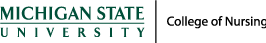 MICHIGAN STATE
UNIVERSITY
College of Nursing